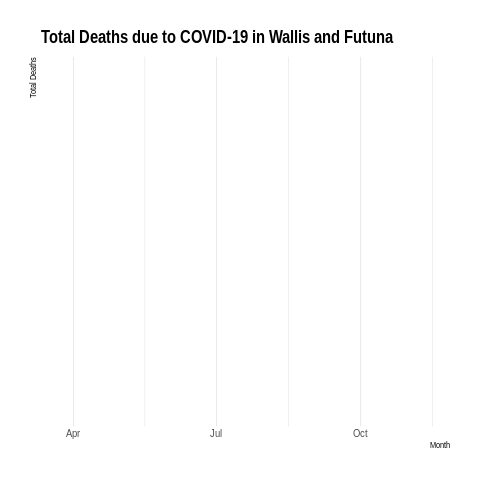 Total Deaths due to COVID-19 in Wallis and Futuna
Total Deaths
Apr
Jul
Oct
Month